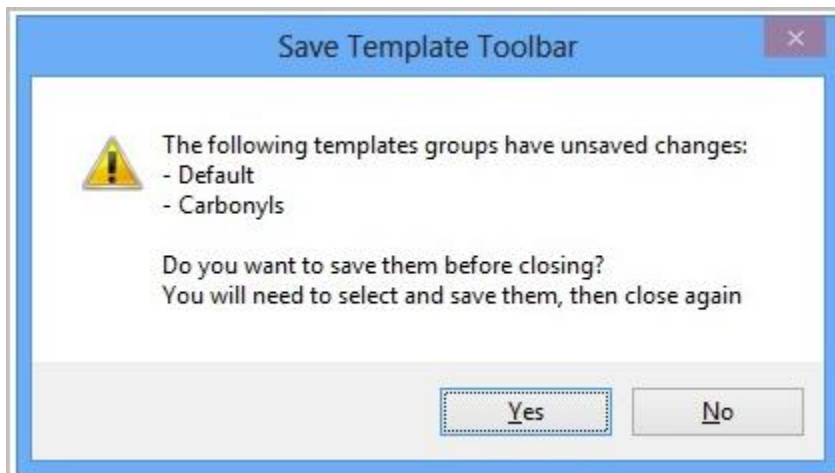 Save Template Toolbar
The following templates groups have unsaved changes:
- Default
- Carbonyls
Do you want to save them before closing?
You will need to select and save them, then close again
Yes
No